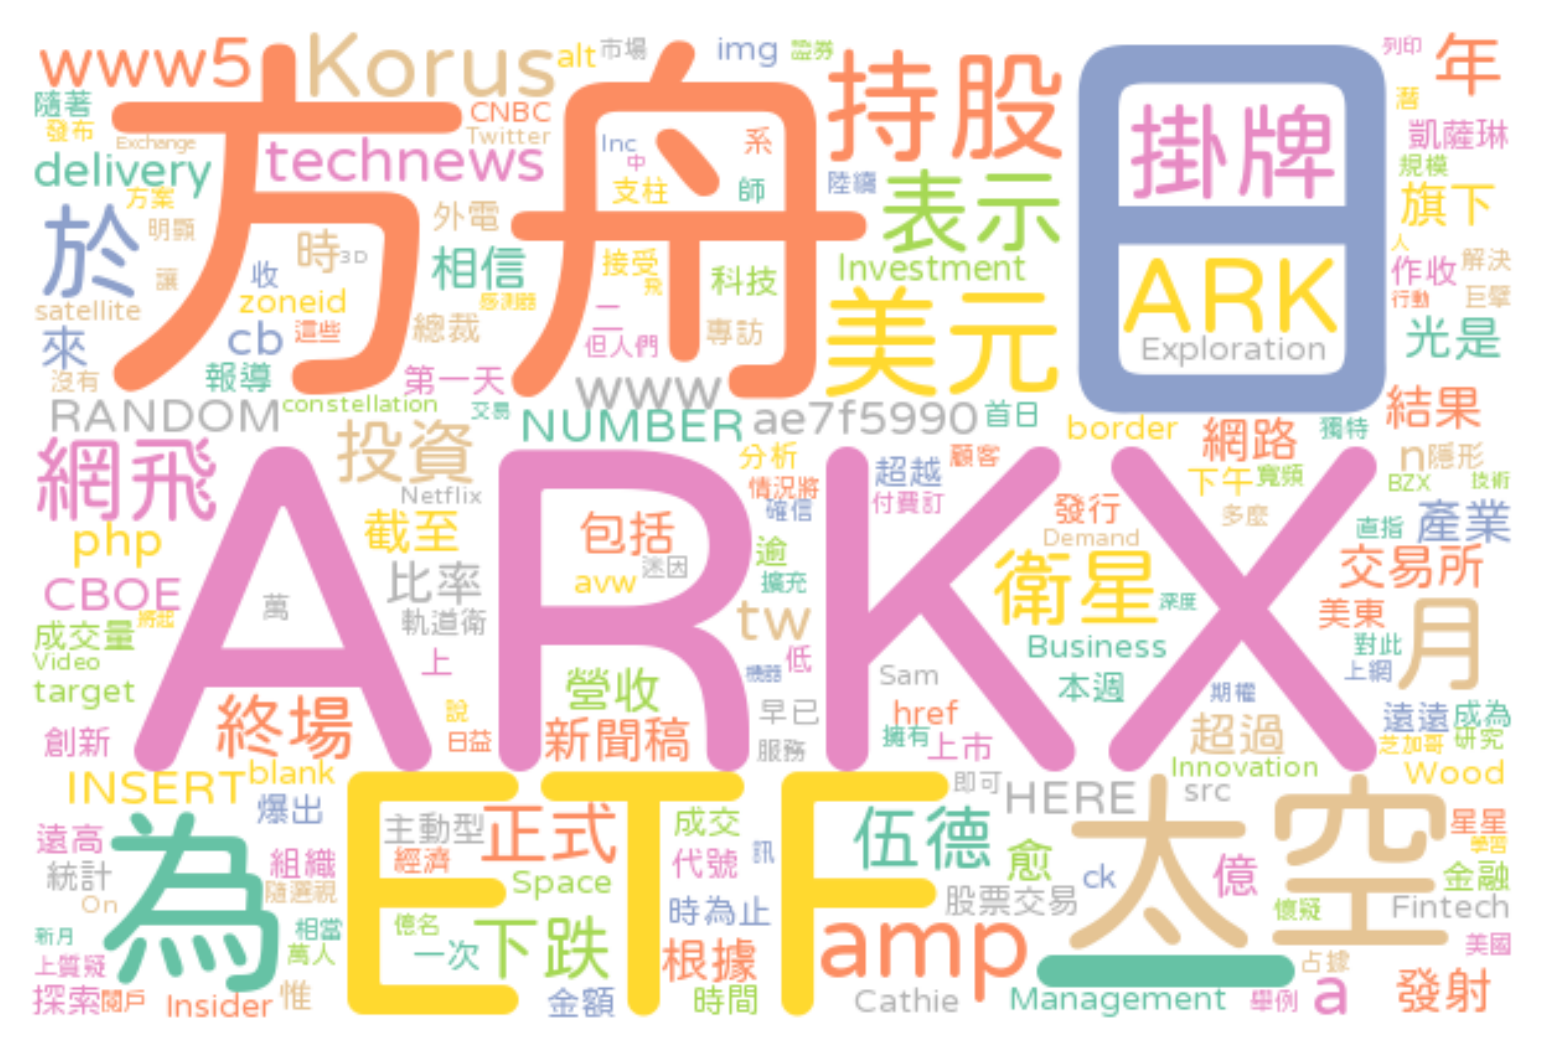 www5
Korus
alt
市場
img
證券
持股
日
列印
年
隨著
方舟
CNBC
潛
發布
Exchange
Twitter
Inc
中
系
掛牌
凱薩琳
delivery
technews
支柱
師
陸續
表示
規模
方案
旗下
於
明顯
外電
人
時
3D
相信
接受
飛
科技
Investment
ARK
作收
解決
讓
收
satellite
zoneid
感測器
二
美元
行動
巨擘
來
cb
這些
總裁
但人們
專訪
Exploration
光是
沒有
報導
第一天
www
RANDOM
constellation
交易
NUMBER
ae7f5990
首日
border
網路
獨特
結果
網飛
投資
ARKX
分析
超越
顧客
n
隱形
Netflix
情況將
付費訂
下午
寬頻
BZX
技術
php
截至
包括
確信
發行
多麼
直指
產業
逾
Demand
CBOE
比率
avw
迷因
擴充
衛星
深度
交易所
萬
軌道衛
tw
美東
月
成交量
將起
Video
上
低
Business
對此
target
營收
機器
Sam
本週
期權
上網
終場
說
早已
href
遠遠
成為
創新
日益
新聞稿
服務
擁有
上市
超過
芝加哥
研究
INSERT
blank
ETF
即可
HERE
Innovation
src
Wood
爆出
主動型
正式
成交
伍德
太空
星星
遠高
為
組織
經濟
代號
訊
愈
ck
億
學習
統計
隨選視
Space
股票交易
金融
On
時為止
懷疑
Fintech
新月
相當
億名
一次
下跌
根據
amp
一
美國
上質疑
萬人
占據
探索
閱戶
Insider
惟
金額
時間
Cathie
Management
舉例
a
發射